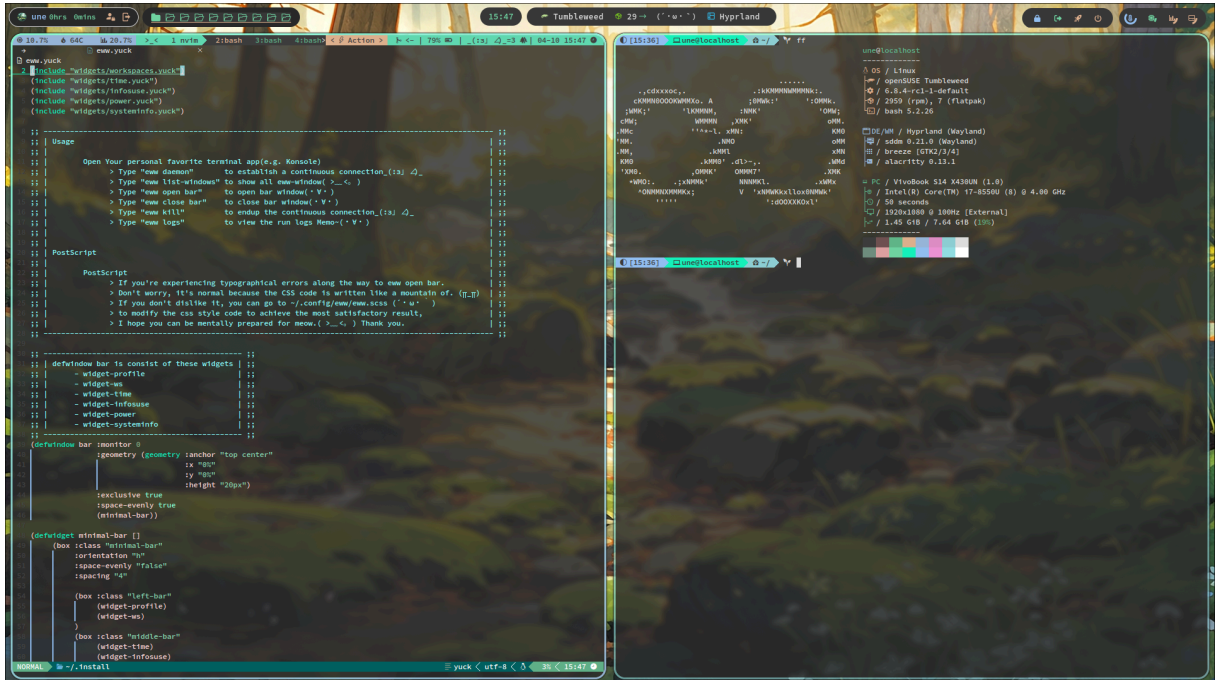 une 0hrs 0mins
15:47
Tumbleweed 29→ (´･ω･`) Hyprland
10.7% 64C 20.7% >_< 1 nvim 2:bash 3:bash 4:bash> < Action > <- | 79% | _(:3」∠)_=3 | 04-10 15:47
eww.yuck ×
eww.yuck
2 (include "widgets/workspaces.yuck")
(include "widgets/time.yuck")
(include "widgets/infosuse.yuck")
(include "widgets/power.yuck")
(include "widgets/systeminfo.yuck")
;; ------------------------------------------------------------ ;;
;; | Usage | ;;
;; | | ;;
;; | Open Your personal favorite terminal app(e.g. Konsole) | ;;
;; | > Type "eww daemon" to establish a continuous connection_(:3」∠)_ | ;;
;; | > Type "eww list-windows" to show all eww-window( >﹏<。) | ;;
;; | > Type "eww open bar" to open bar window(・∀・) | ;;
;; | > Type "eww close bar" to close bar window(・∀・) | ;;
;; | > Type "eww kill" to endup the continuous connection_(:3」∠)_ | ;;
;; | > Type "eww logs" to view the run logs Memo~(・∀・) | ;;
;; | | ;;
;; | | ;;
;; | PostScript | ;;
;; | | ;;
;; | PostScript | ;;
;; | > If you're experiencing typographical errors along the way to eww open bar. | ;;
;; | > Don't worry, it's normal because the CSS code is written like a mountain of. (╥_╥) | ;;
;; | > If you don't dislike it, you can go to ~/.config/eww/eww.scss (´･ω･`) | ;;
;; | > to modify the css style code to achieve the most satisfactory result, | ;;
;; | > I hope you can be mentally prepared for meow.( >﹏<。) Thank you. | ;;
;; ------------------------------------------------------------ ;;
;; ------------------------------------------- ;;
;; | defwindow bar is consist of these widgets | ;;
;; | - widget-profile | ;;
;; | - widget-ws | ;;
;; | - widget-time | ;;
;; | - widget-infosuse | ;;
;; | - widget-power | ;;
;; | - widget-systeminfo | ;;
;; ------------------------------------------- ;;
(defwindow bar :monitor 0
:geometry (geometry :anchor "top center"
:x "0%"
:y "0%"
:height "20px")
:exclusive true
:space-evenly true
(minimal-bar))
(defwidget minimal-bar []
(box :class "minimal-bar"
:orientation "h"
:space-evenly "false"
:spacing "4"
(box :class "left-bar"
(widget-profile)
(widget-ws)
)
(box :class "middle-bar"
(widget-time)
(widget-infosuse)
NORMAL ~/.install yuck < utf-8 < 3% < 15:47
[15:36] une@localhost ~/ ff
une@localhost
-------------
OS / Linux
/ openSUSE Tumbleweed
/ 6.8.4-rc1-1-default
/ 2959 (rpm), 7 (flatpak)
/ bash 5.2.26
DE/WM / Hyprland (Wayland)
/ sddm 0.21.0 (Wayland)
/ breeze [GTK2/3/4]
/ alacritty 0.13.1
PC / VivoBook S14 X430UN (1.0)
/ Intel(R) Core(TM) i7-8550U (8) @ 4.00 GHz
/ 50 seconds
/ 1920x1080 @ 100Hz [External]
/ 1.45 GiB / 7.64 GiB (19%)
-------------
[15:36] une@localhost ~/